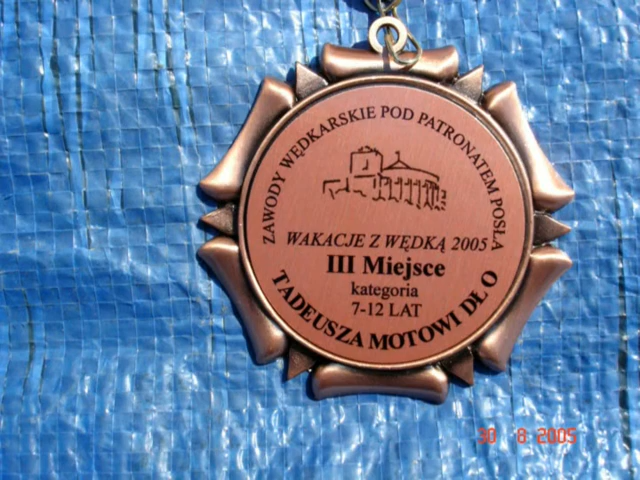 ZAWODY WĘDKARSKIE POD PATRONATEM POSŁA
WAKACJE Z WĘDKĄ 2005
III Miejsce
kategoria
7-12 LAT
TADEUSZA MOTOWI DŁ O
30 8 2005